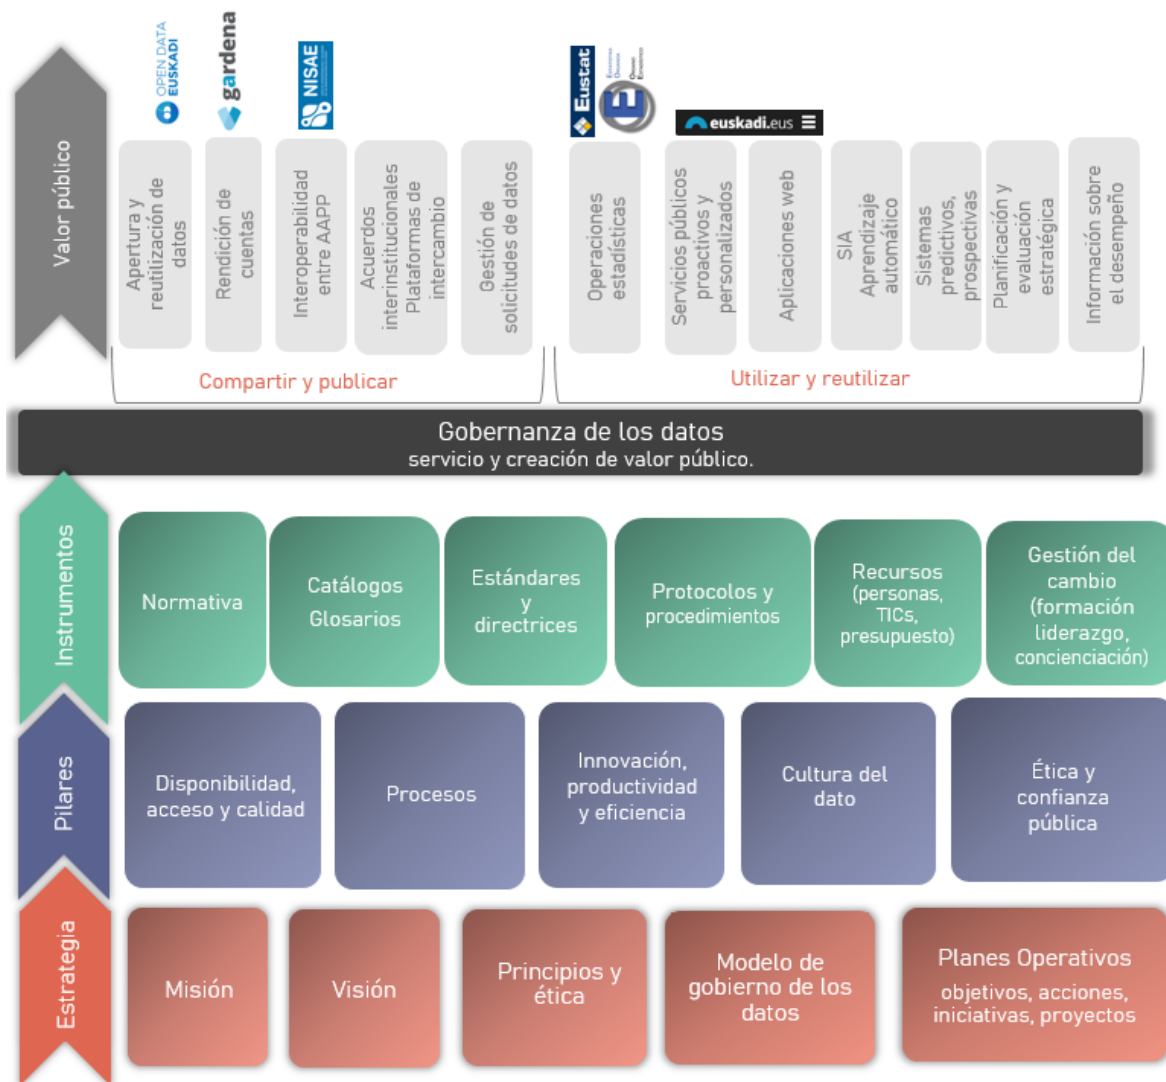 Valor público
OPEN DATA
EUSKADI
gardena
NISAE
Eustat
E
euskadi.eus
Apertura y
reutilización de
datos
Rendición de
cuentas
Interoperabilidad
entre AAPP
Acuerdos
interinstitucionales
Plataformas de
intercambio
Gestión de
solicitudes de datos
Operaciones
estadísticas
Servicios públicos
proactivos y
personalizados
Aplicaciones web
SIA
Aprendizaje
automático
Sistemas
predictivos,
prospectivas
Planificación y
evaluación
estratégica
Información sobre
el desempeño
Compartir y publicar
Utilizar y reutilizar
Gobernanza de los datos
servicio y creación de valor público.
Instrumentos
Normativa
Catálogos
Glosarios
Estándares
y
directrices
Protocolos y
procedimientos
Recursos
(personas,
TICs,
presupuesto)
Gestión del
cambio
(formación
liderazgo,
concienciación)
Pilares
Disponibilidad,
acceso y calidad
Procesos
Innovación,
productividad
y eficiencia
Cultura del
dato
Ética y
confianza
pública
Estrategia
Misión
Visión
Principios y
ética
Modelo de
gobierno de los
datos
Planes Operativos
objetivos, acciones,
iniciativas, proyectos